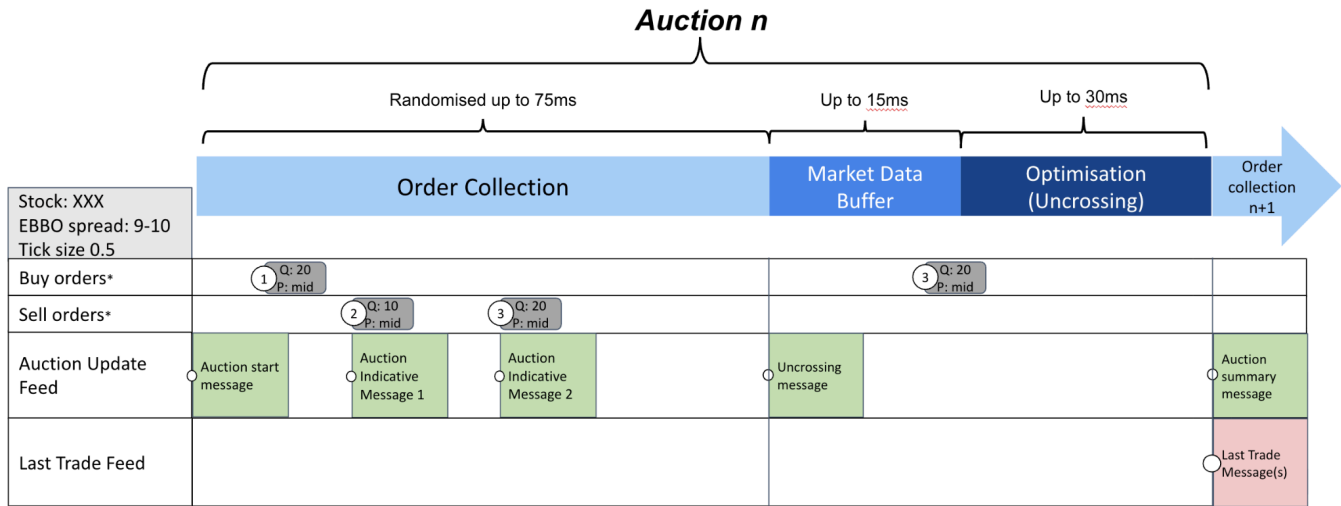 Auction n
Randomised up to 75ms
Up to 15ms
Up to 30ms
Order Collection
Market Data
Buffer
Optimisation
(Uncrossing)
Order
collection
n+1
Stock: XXX
EBBO spread: 9-10
Tick size 0.5
Buy orders*
1
Q: 20
P: mid
3
Q: 20
P: mid
Sell orders*
2
Q: 10
P: mid
3
Q: 20
P: mid
Auction Update
Feed
Auction start
message
Auction
Indicative
Message 1
Auction
Indicative
Message 2
Uncrossing
message
Auction
summary
message
Last Trade Feed
Last Trade
Message(s)